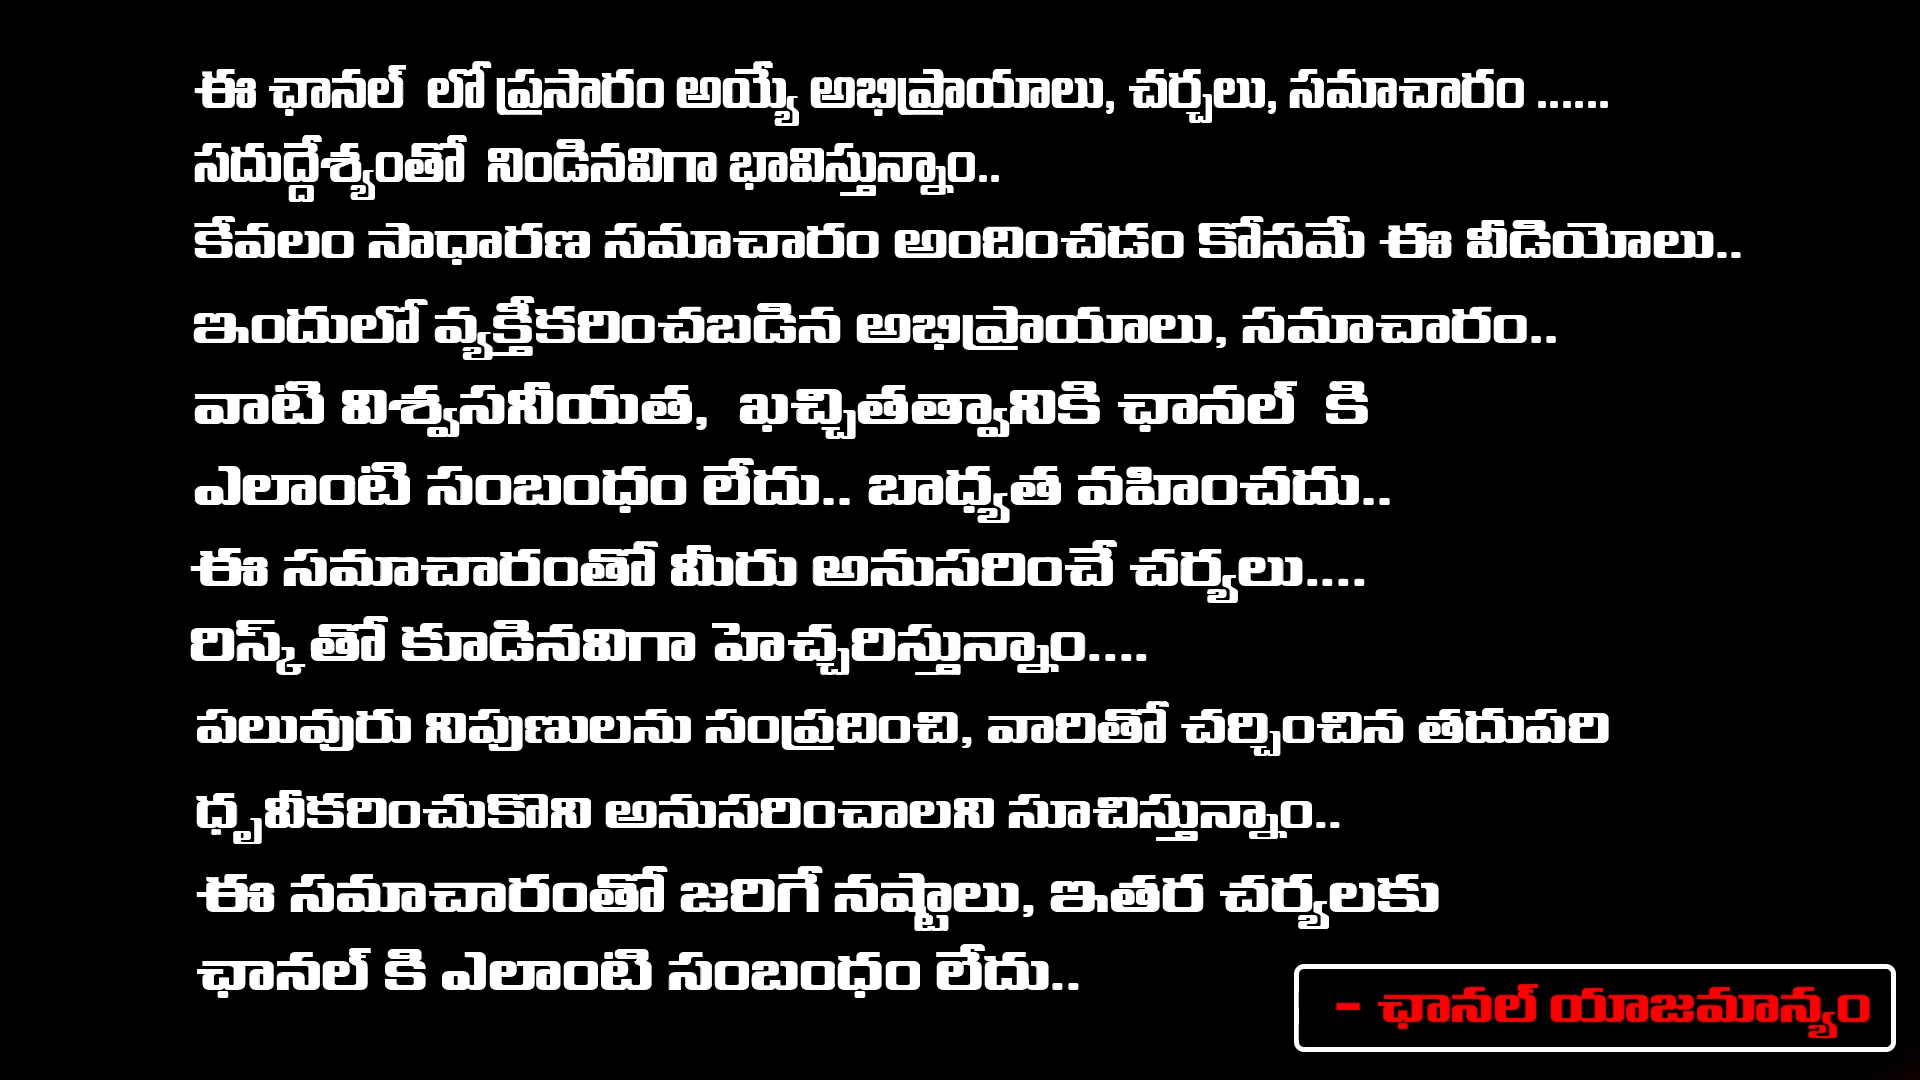 ఈ ఛానల్ లో ప్రసారం అయ్యే అభిప్రాయాలు, చర్చలు, సమాచారం ......
సదుద్దేశ్యంతో నిండినవిగా భావిస్తున్నాం..
కేవలం సాధారణ సమాచారం అందించడం కోసమే ఈ వీడియోలు..
ఇందులో వ్యక్తీకరించబడిన అభిప్రాయాలు, సమాచారం..
వాటి విశ్వసనీయత, ఖచ్చితత్వానికి ఛానల్ కి
ఎలాంటి సంబంధం లేదు.. బాధ్యత వహించదు..
ఈ సమాచారంతో మీరు అనుసరించే చర్యలు....
రిస్క్ తో కూడినవిగా హెచ్చరిస్తున్నాం....
పలువురు నిపుణులను సంప్రదించి, వారితో చర్చించిన తదుపరి
ధృవీకరించుకొని అనుసరించాలని సూచిస్తున్నాం..
ఈ సమాచారంతో జరిగే నష్టాలు, ఇతర చర్యలకు
ఛానల్ కి ఎలాంటి సంబంధం లేదు..
- ఛానల్ యాజమాన్యం